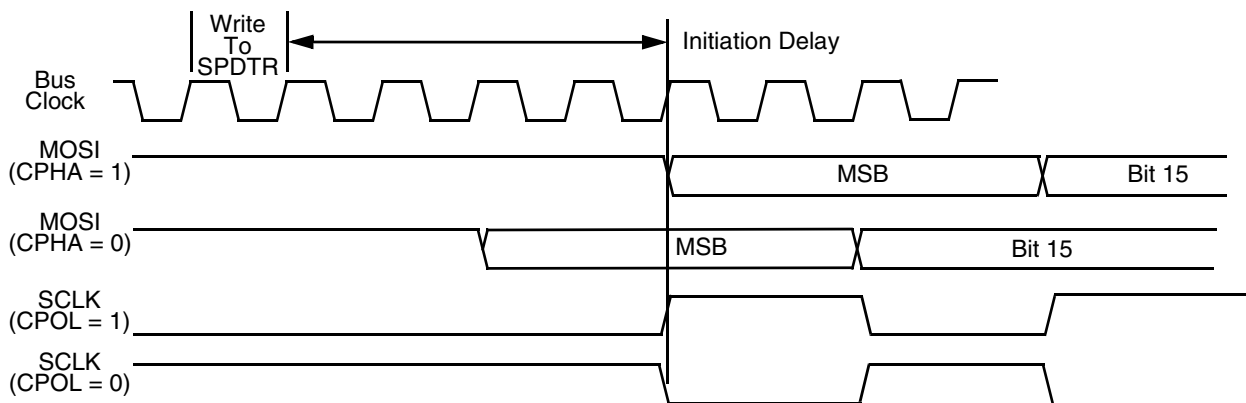 Write
To
SPDTR
Initiation Delay
Bus
Clock
MOSI
(CPHA = 1)
MSB
Bit 15
MOSI
(CPHA = 0)
MSB
Bit 15
SCLK
(CPOL = 1)
SCLK
(CPOL = 0)